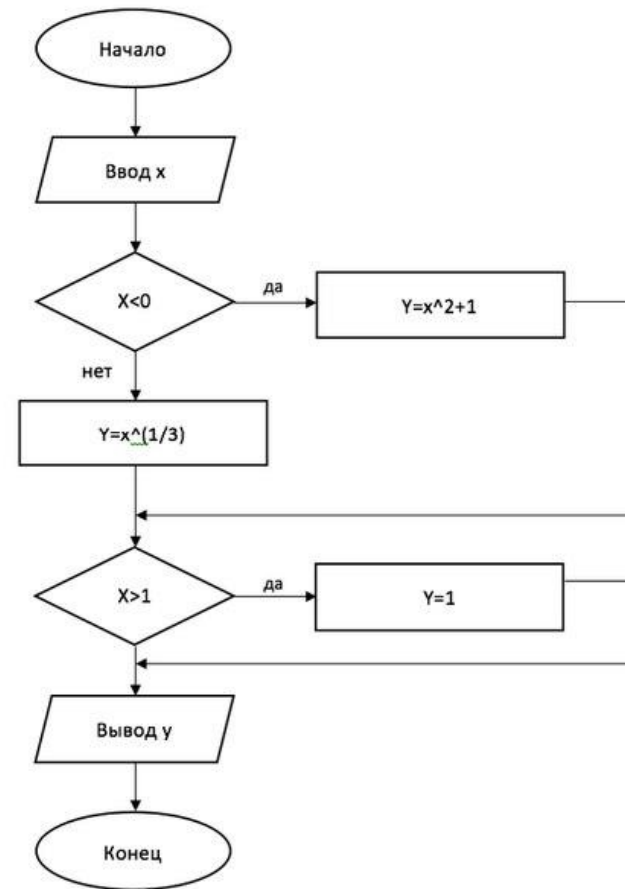 Начало
Ввод x
X<0
да
Y=x^2+1
нет
Y=x^(1/3)
X>1
да
Y=1
Вывод y
Конец